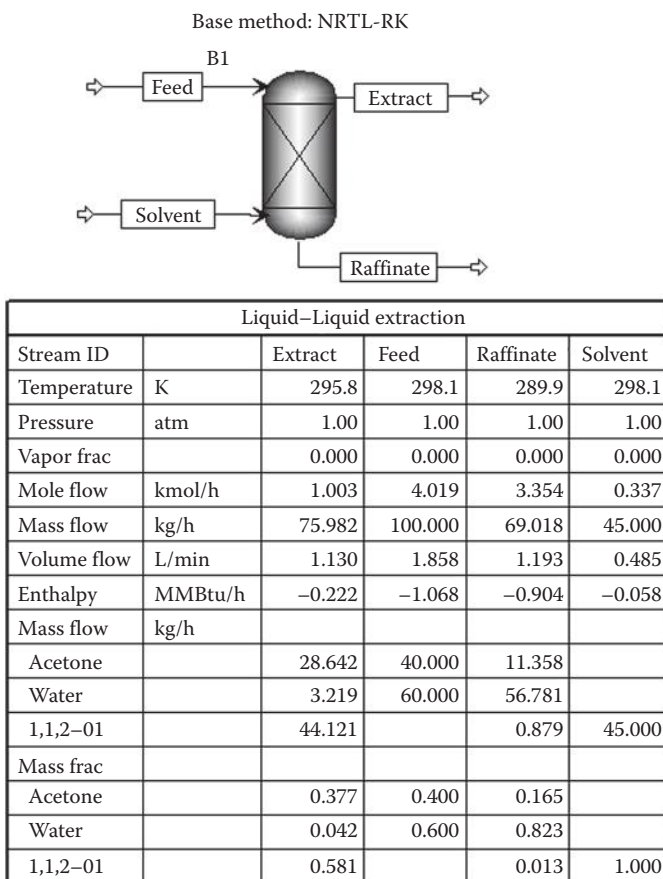 Base method: NRTL-RK
B1
Feed
Extract
Solvent
Raffinate
Liquid–Liquid extraction
Stream ID Extract Feed Raffinate Solvent
Temperature K 295.8 298.1 289.9 298.1
Pressure atm 1.00 1.00 1.00 1.00
Vapor frac 0.000 0.000 0.000 0.000
Mole flow kmol/h 1.003 4.019 3.354 0.337
Mass flow kg/h 75.982 100.000 69.018 45.000
Volume flow L/min 1.130 1.858 1.193 0.485
Enthalpy MMBtu/h –0.222 –1.068 –0.904 –0.058
Mass flow kg/h
Acetone 28.642 40.000 11.358
Water 3.219 60.000 56.781
1,1,2–01 44.121 0.879 45.000
Mass frac
Acetone 0.377 0.400 0.165
Water 0.042 0.600 0.823
1,1,2–01 0.581 0.013 1.000